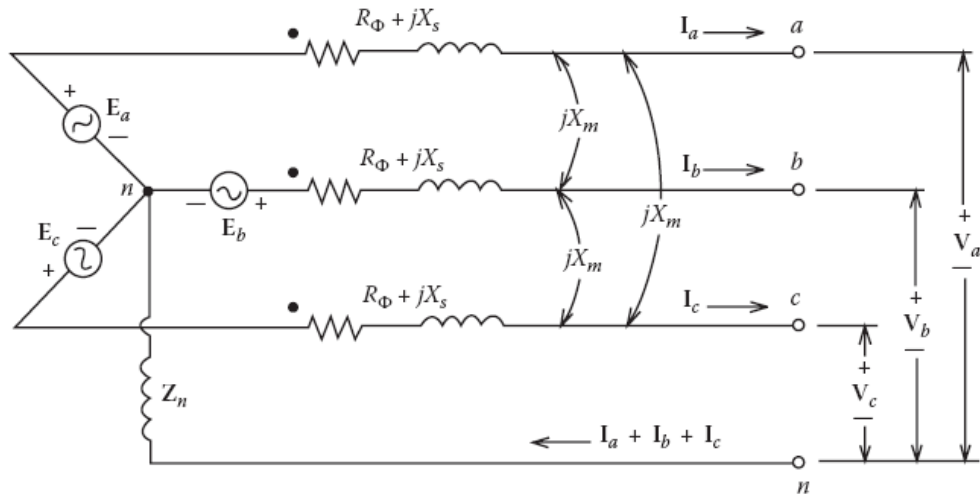 R_Φ + jX_s
I_a
a
+
E_a
−
jX_m
R_Φ + jX_s
I_b
b
n
−
+
E_b
E_c
−
+
jX_m
jX_m
+
V_a
−
R_Φ + jX_s
I_c
c
+
V_b
−
+
V_c
−
Z_n
I_a + I_b + I_c
n